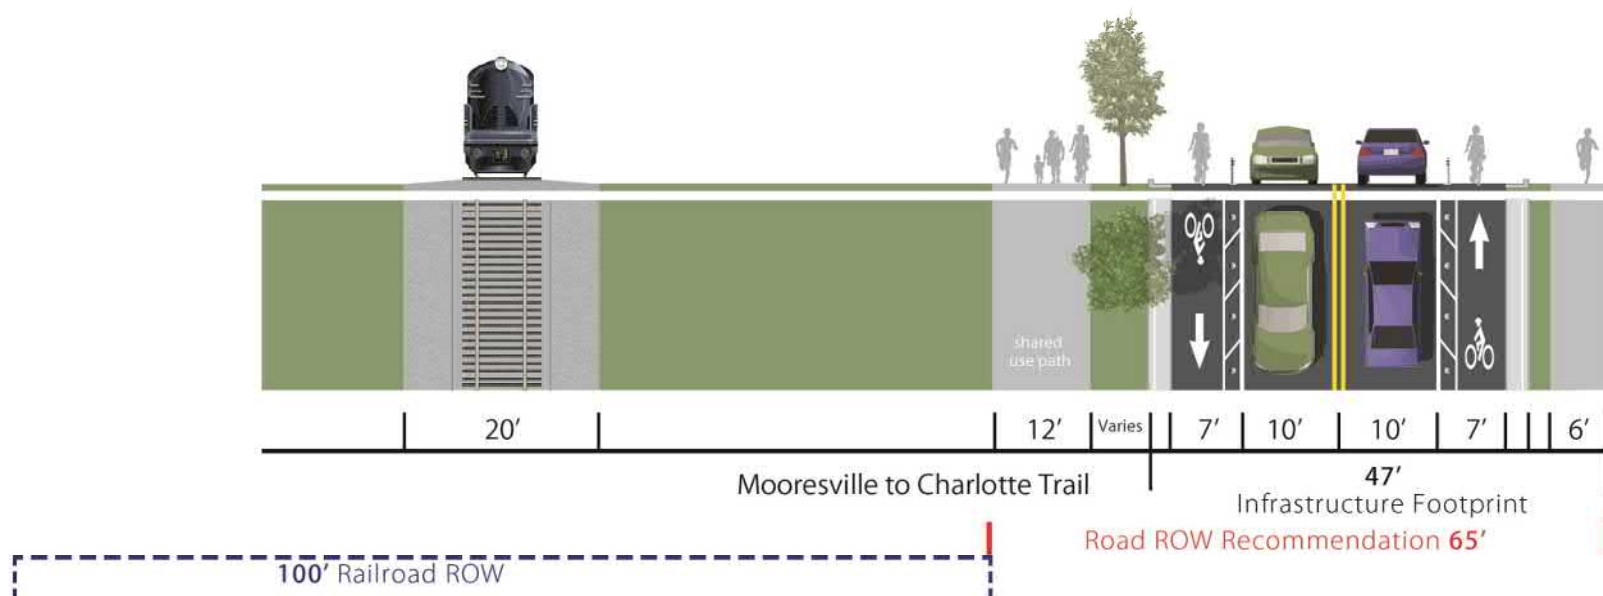 shared
use path
20' 12' Varies 7' 10' 10' 7' 6'
Mooresville to Charlotte Trail
47'
Infrastructure Footprint
Road ROW Recommendation 65'
100' Railroad ROW